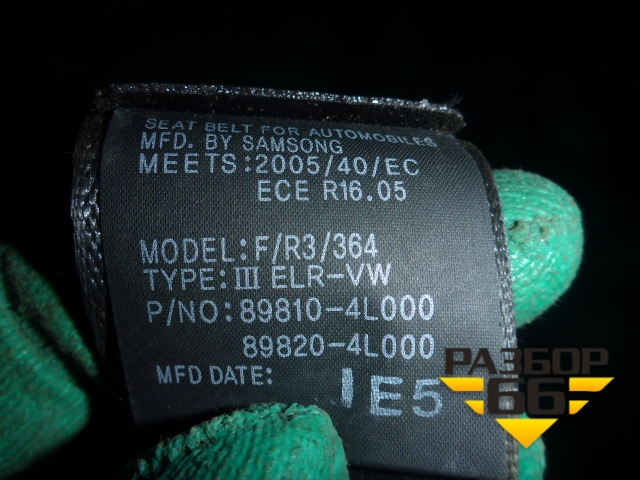 SEAT BELT FOR AUTOMOBILES
MFD. BY SAMSONG
MEETS:2005/40/EC
ECE R16.05
MODEL:F/R3/364
TYPE:III ELR-VW
P/NO:89810-4L000
89820-4L000
MFD DATE:
E5
РАЗБОР
66